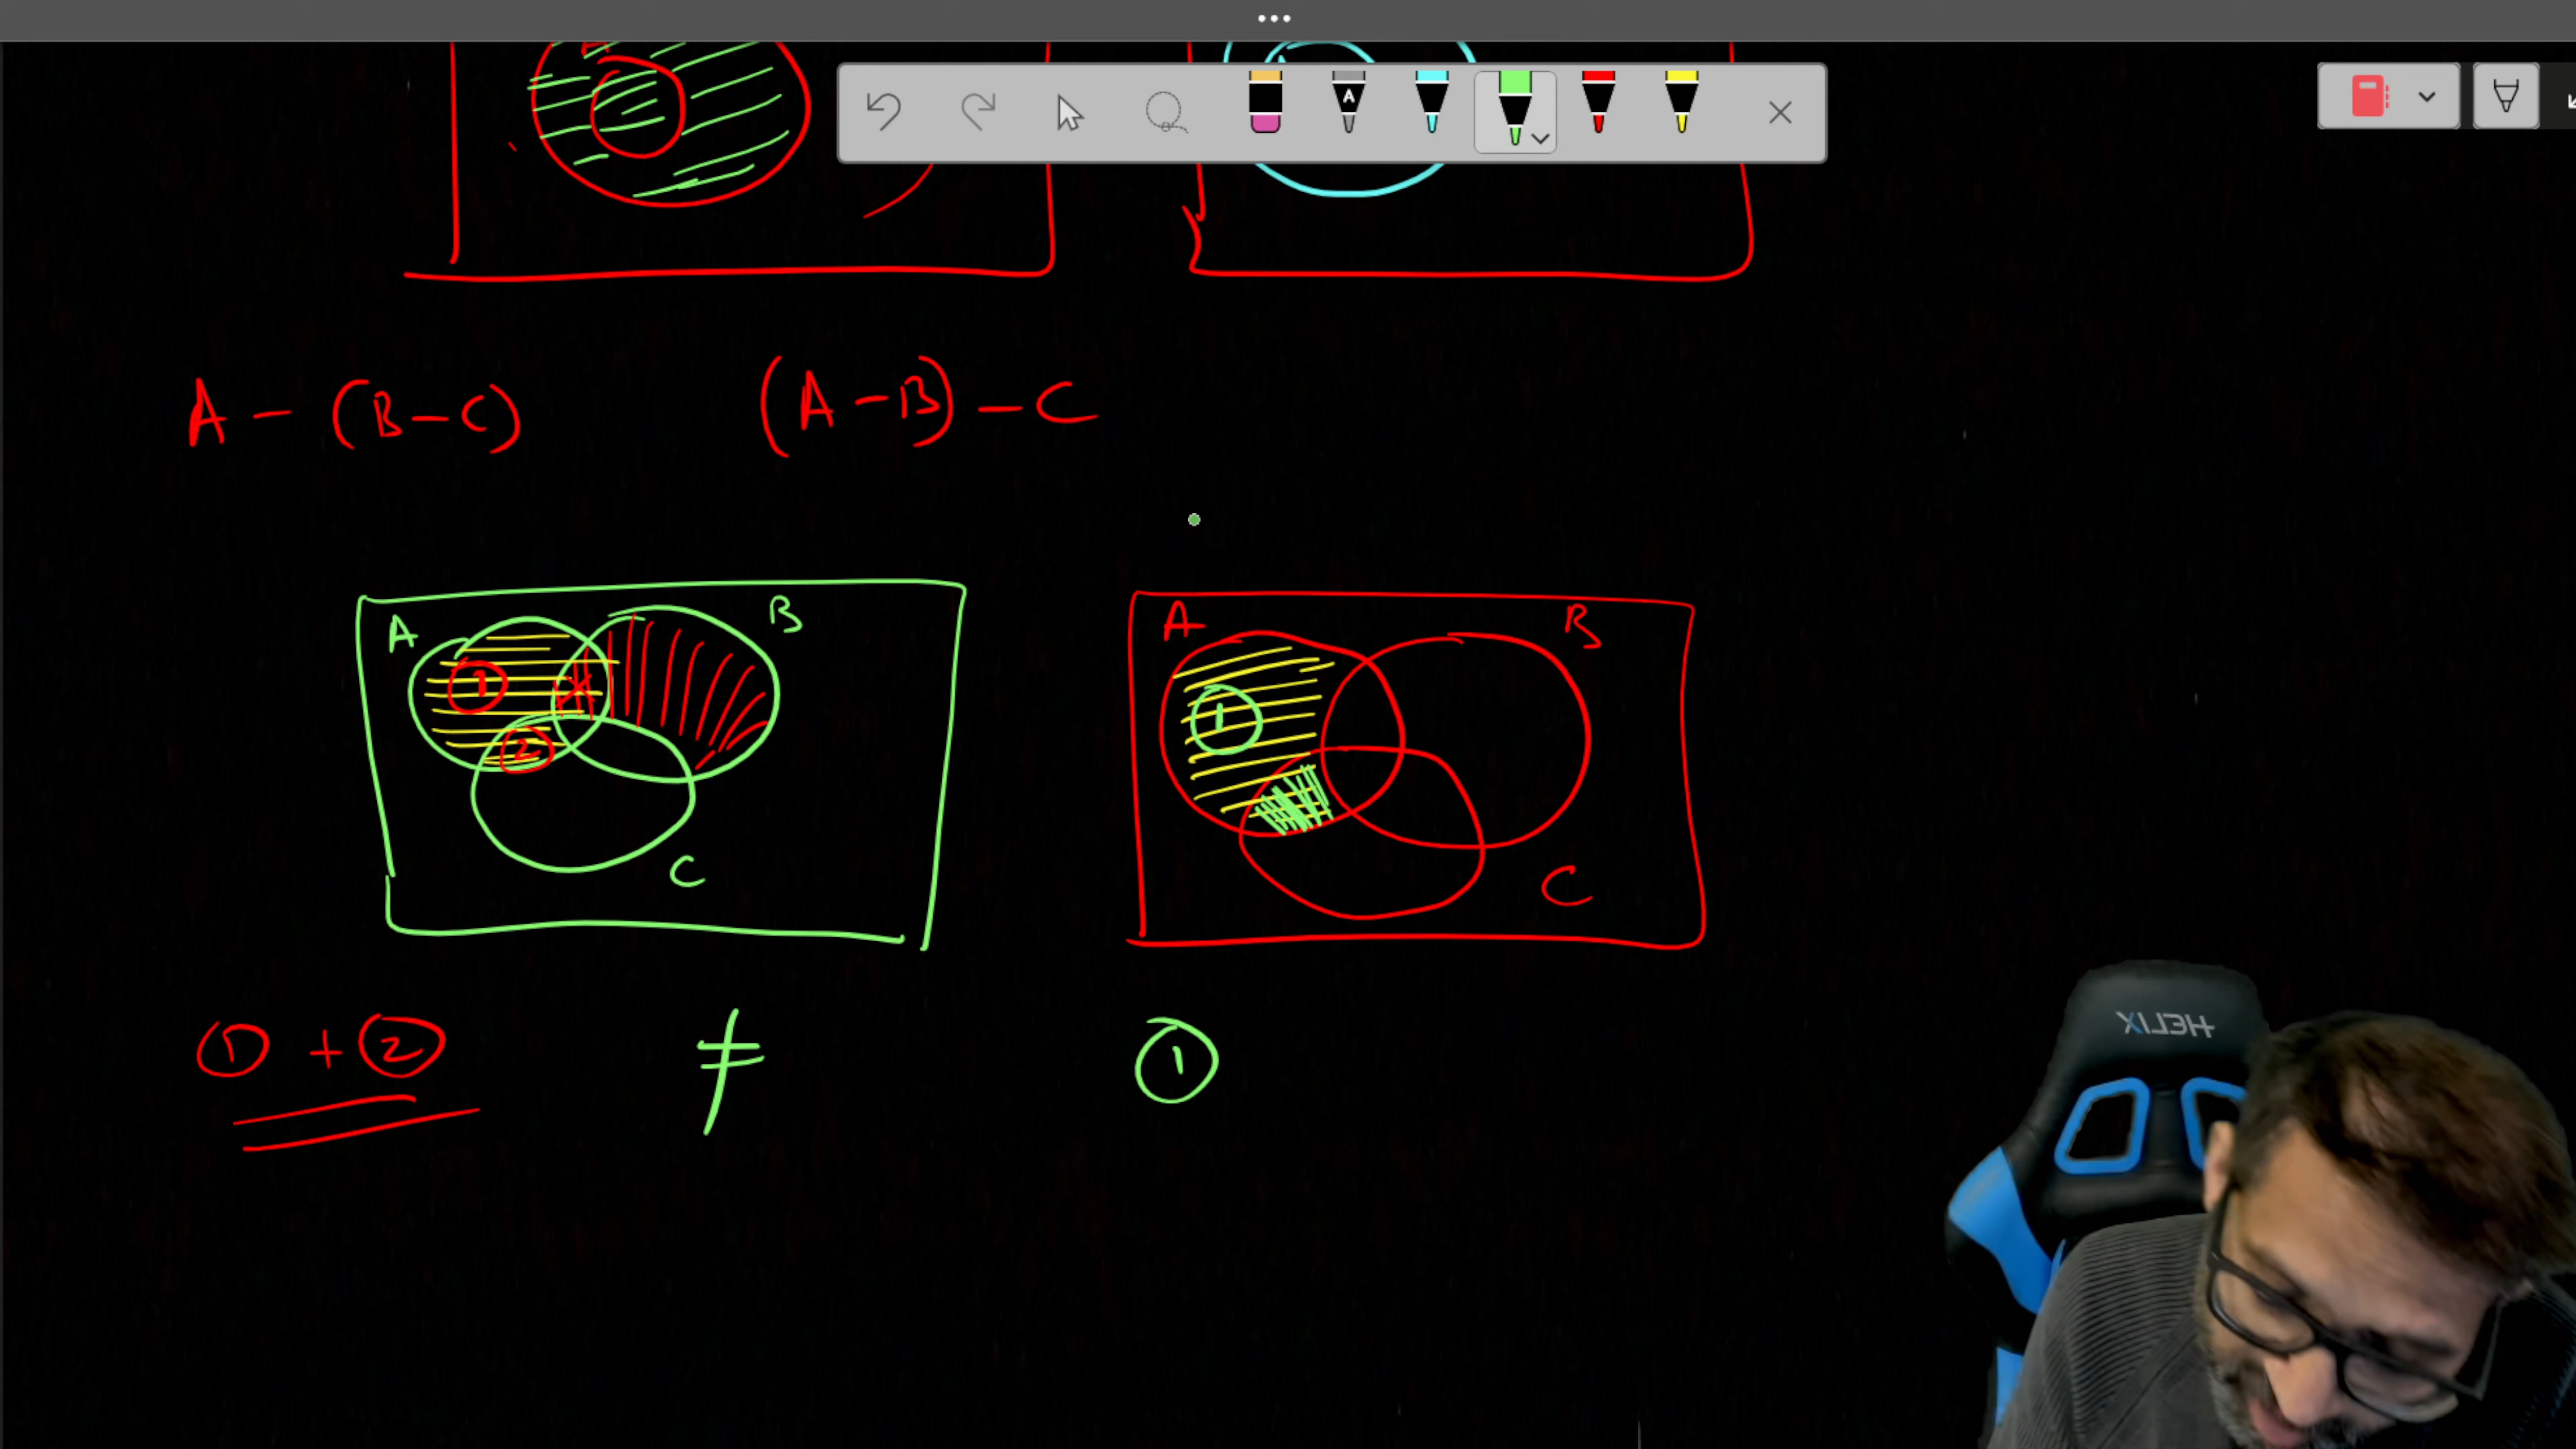 A - (B - C) (A - B) - C
A B
1
2
C
A B
1
C
1 + 2 ≠ 1
HELIX